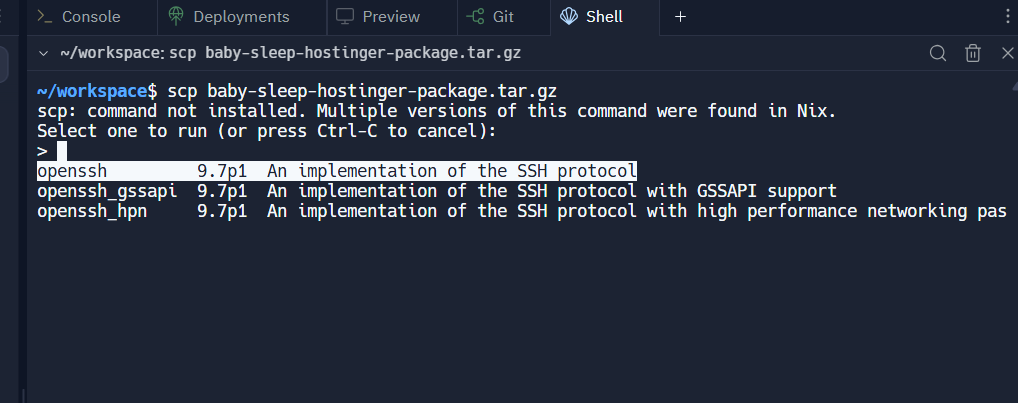 Console Deployments Preview Git Shell
~/workspace: scp baby-sleep-hostinger-package.tar.gz
~/workspace$ scp baby-sleep-hostinger-package.tar.gz
scp: command not installed. Multiple versions of this command were found in Nix.
Select one to run (or press Ctrl-C to cancel):
>
openssh 9.7p1 An implementation of the SSH protocol
openssh_gssapi 9.7p1 An implementation of the SSH protocol with GSSAPI support
openssh_hpn 9.7p1 An implementation of the SSH protocol with high performance networking pas